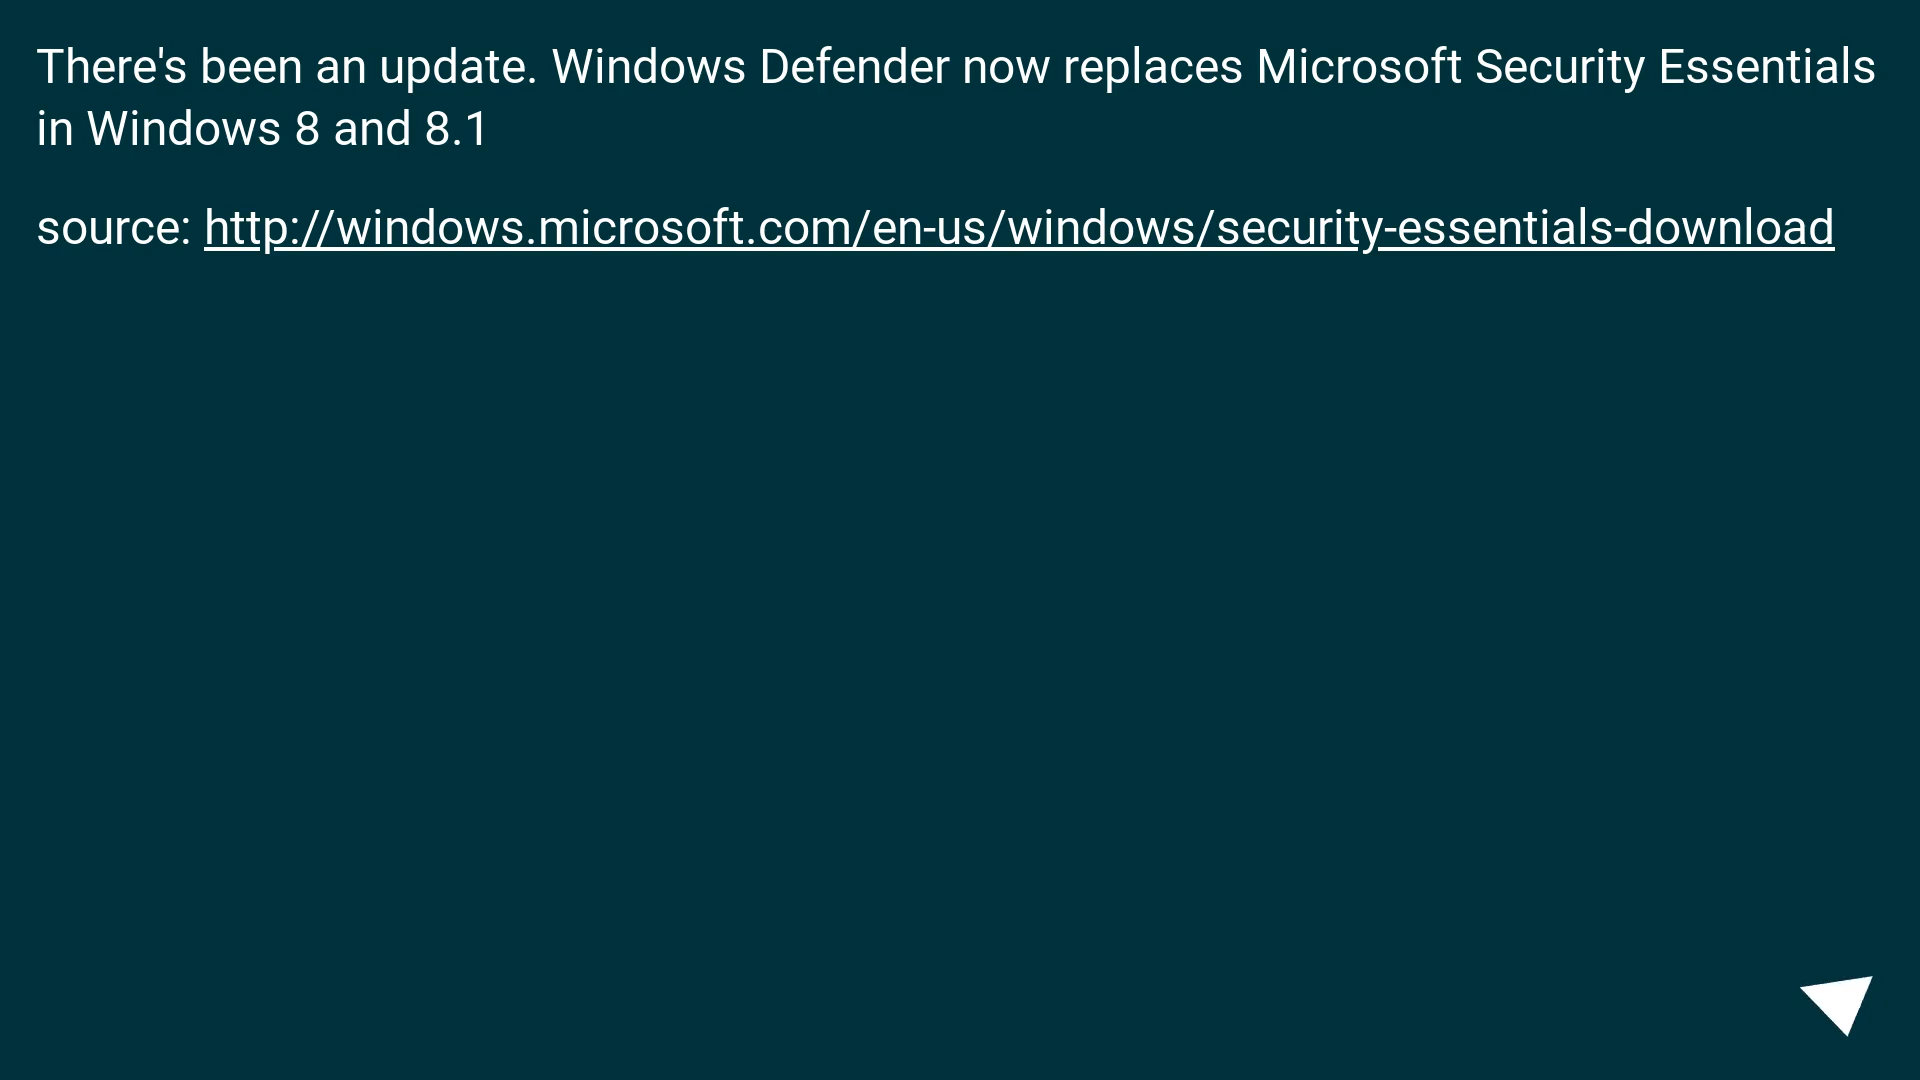 There's been an update. Windows Defender now replaces Microsoft Security Essentials
in Windows 8 and 8.1
source: http://windows.microsoft.com/en-us/windows/security-essentials-download